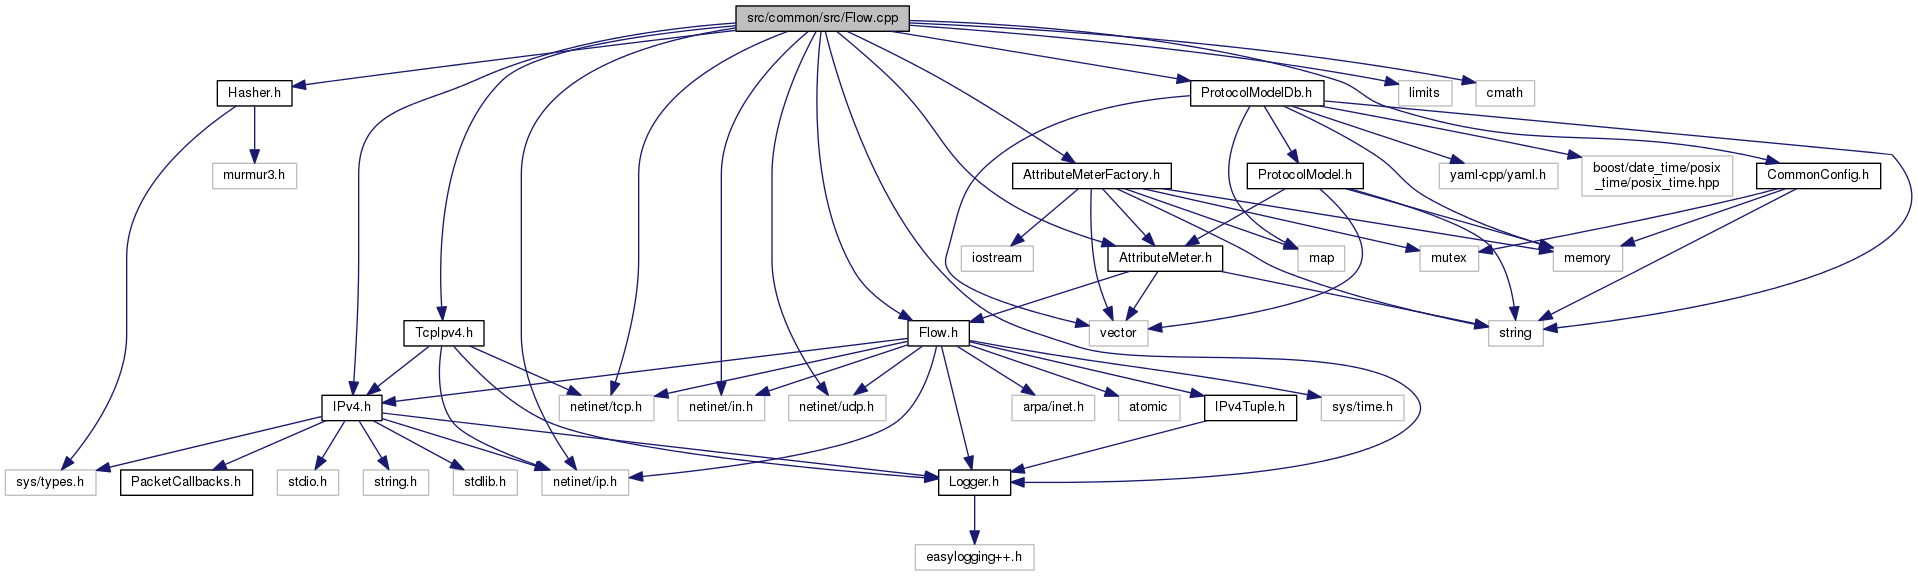 src/common/src/Flow.cpp
Hasher.h
ProtocolModelDb.h
limits
cmath
murmur3.h
AttributeMeterFactory.h
ProtocolModel.h
yaml-cpp/yaml.h
boost/date_time/posix
_time/posix_time.hpp
CommonConfig.h
iostream
AttributeMeter.h
map
mutex
memory
TcpIpv4.h
Flow.h
vector
string
IPv4.h
netinet/tcp.h
netinet/in.h
netinet/udp.h
arpa/inet.h
atomic
IPv4Tuple.h
sys/time.h
sys/types.h
PacketCallbacks.h
stdio.h
string.h
stdlib.h
netinet/ip.h
Logger.h
easylogging++.h